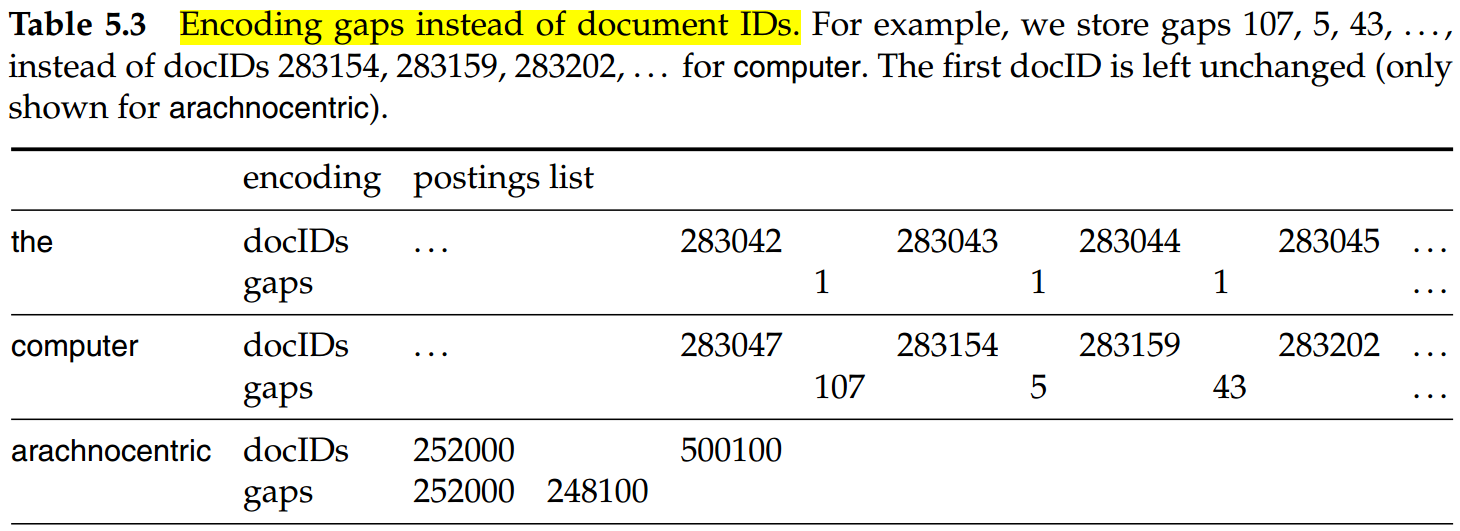 Table 5.3 Encoding gaps instead of document IDs. For example, we store gaps 107, 5, 43, ...,
instead of docIDs 283154, 283159, 283202, ... for computer. The first docID is left unchanged (only
shown for arachnocentric).
encoding postings list
the docIDs ... 283042 283043 283044 283045 ...
gaps 1 1 1 ...
computer docIDs ... 283047 283154 283159 283202 ...
gaps 107 5 43 ...
arachnocentric docIDs 252000 500100
gaps 252000 248100